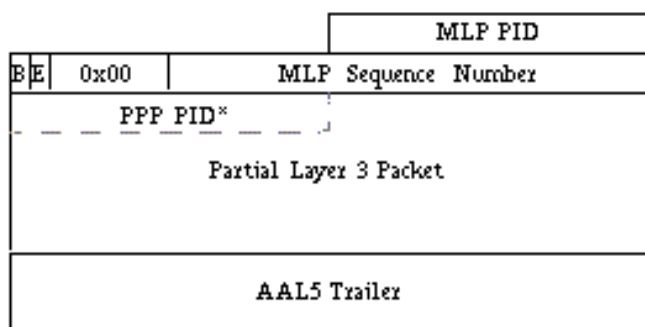 MLP PID
B E 0x00 MLP Sequence Number
PPP PID*
Partial Layer 3 Packet
AAL5 Trailer